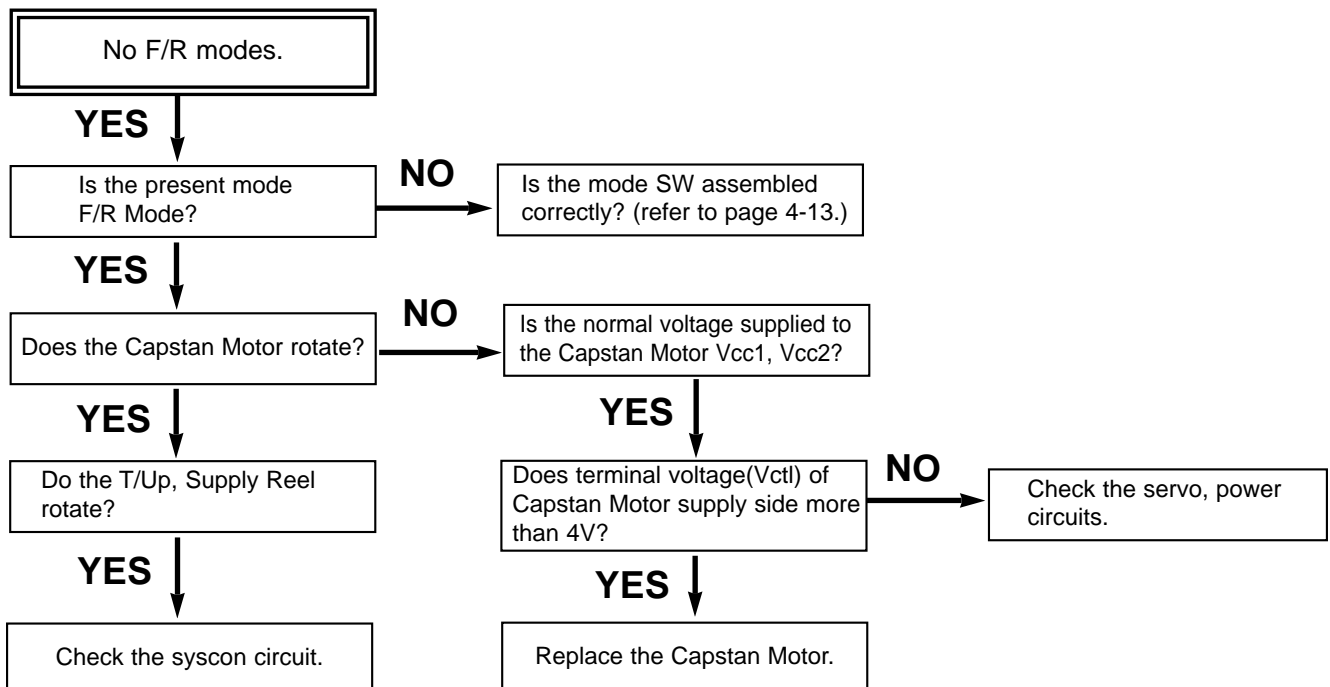 No F/R modes.
YES
Is the present mode
F/R Mode?
NO
Is the mode SW assembled
correctly? (refer to page 4-13.)
YES
Does the Capstan Motor rotate?
NO
Is the normal voltage supplied to
the Capstan Motor Vcc1, Vcc2?
YES
YES
Do the T/Up, Supply Reel
rotate?
Does terminal voltage(Vctl) of
Capstan Motor supply side more
than 4V?
NO
Check the servo, power
circuits.
YES
YES
Check the syscon circuit.
Replace the Capstan Motor.